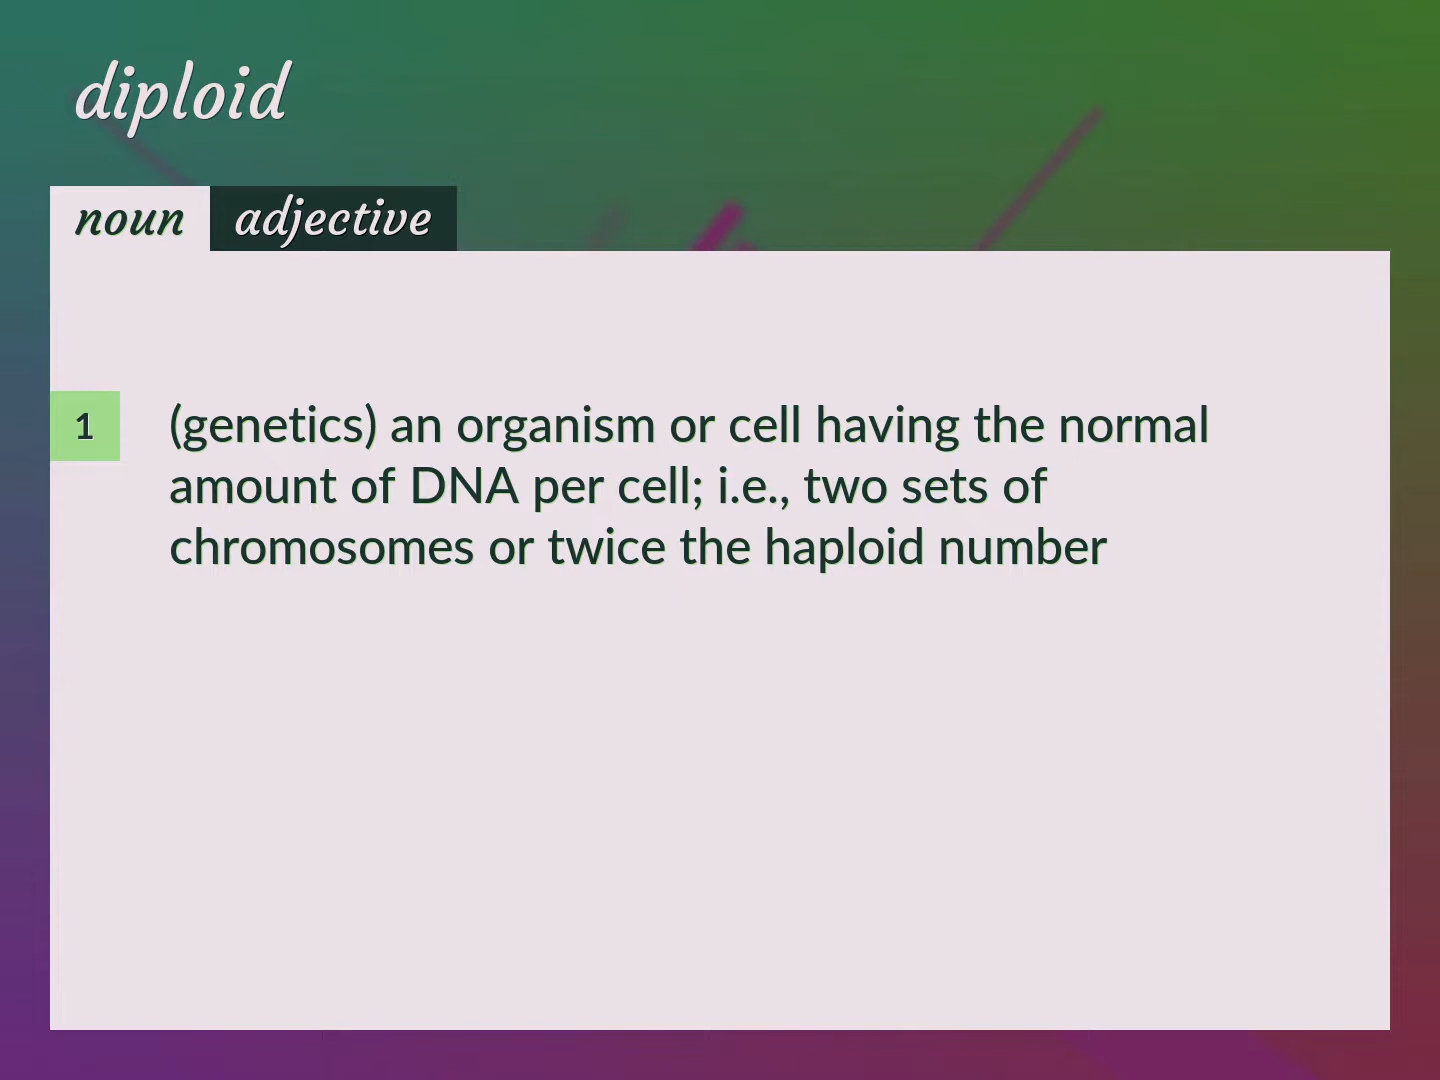 diploid
noun adjective
1 (genetics) an organism or cell having the normal
amount of DNA per cell; i.e., two sets of
chromosomes or twice the haploid number